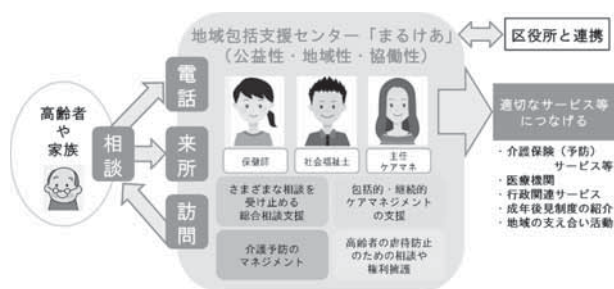 地域包括支援センター「まるけあ」
(公益性・地域性・協働性)
区役所と連携
高齢者
や
家族
相談
電話
来所
訪問
保健師
社会福祉士
主任
ケアマネ
さまざまな相談を
受け止める
総合相談支援
包括的・継続的
ケアマネジメント
の支援
介護予防の
マネジメント
高齢者の虐待防止
のための相談や
権利擁護
適切なサービス等
につなげる
・介護保険(予防)
サービス等
・医療機関
・行政関連サービス
・成年後見制度の紹介
・地域の支え合い活動